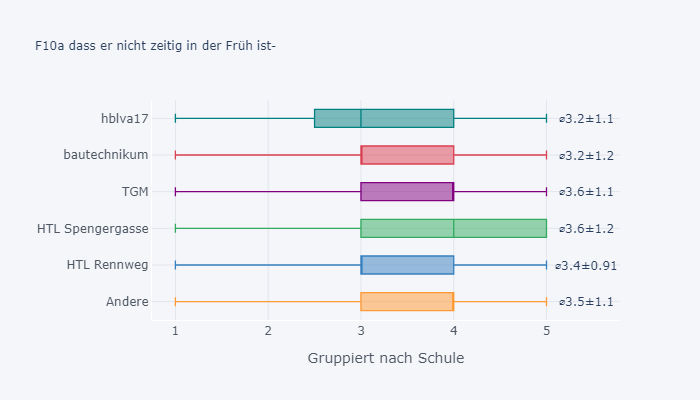 F10a dass er nicht zeitig in der Früh ist-
hblva17 ⌀3.2±1.1
bautechnikum ⌀3.2±1.2
TGM ⌀3.6±1.1
HTL Spengergasse ⌀3.6±1.2
HTL Rennweg ⌀3.4±0.91
Andere ⌀3.5±1.1
1 2 3 4 5
Gruppiert nach Schule